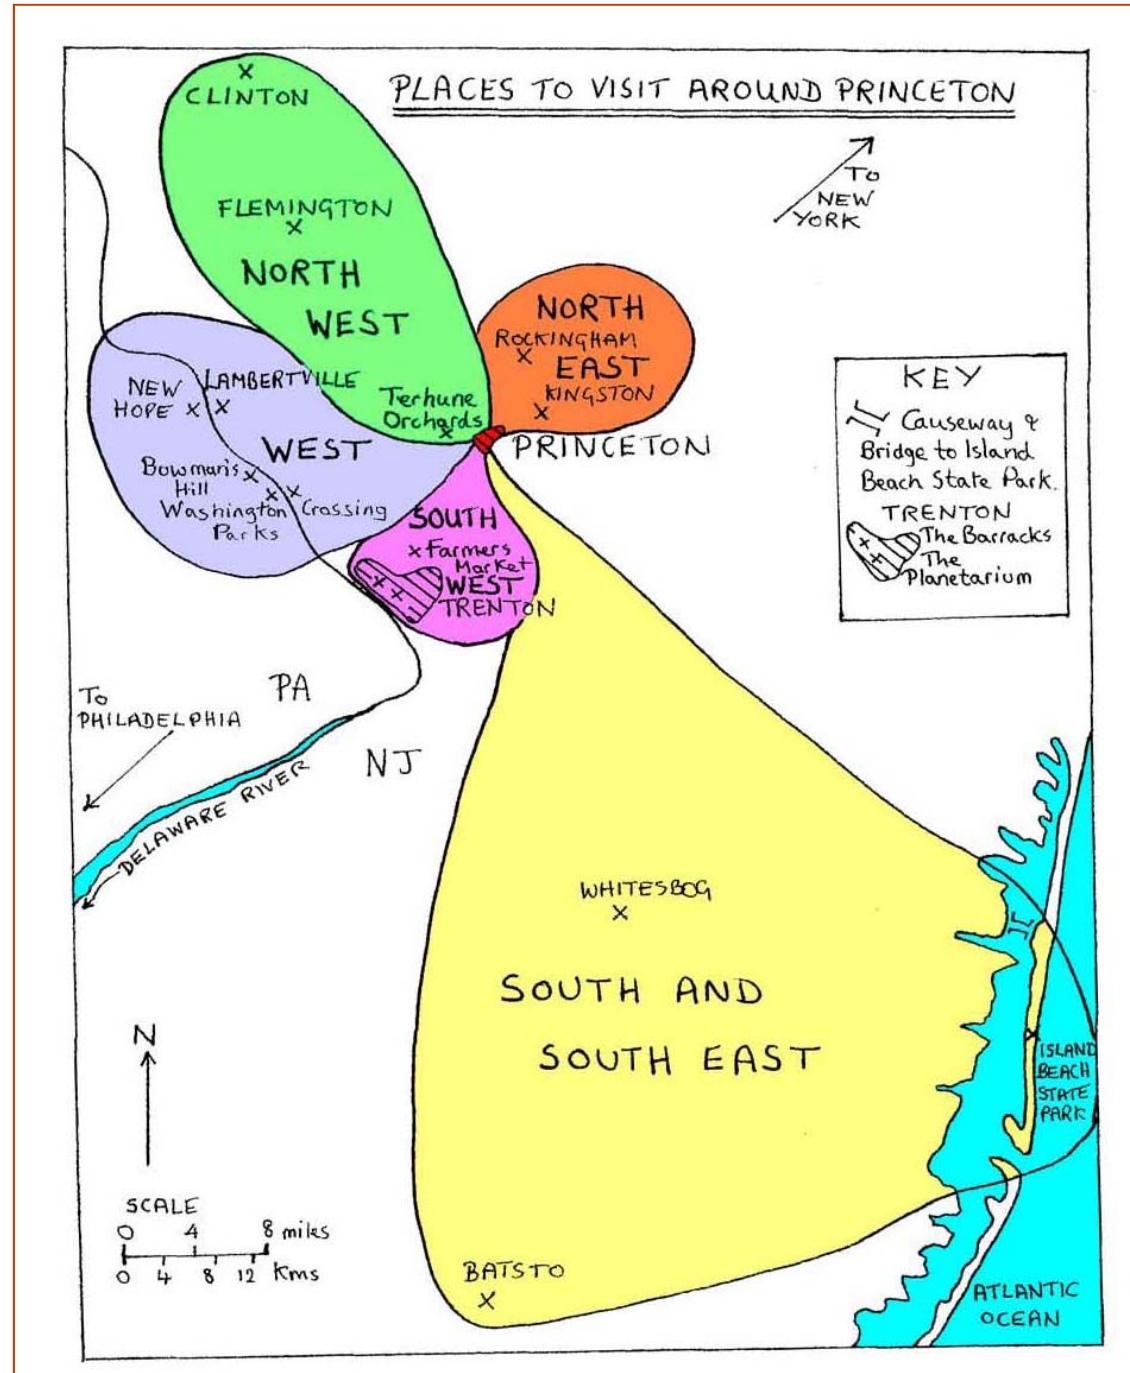 PLACES TO VISIT AROUND PRINCETON
X
CLINTON
TO
NEW
YORK
FLEMINGTON
X
NORTH
WEST
Terhune
Orchards
X
NORTH
ROCKINGHAM
X
EAST
KINGSTON
X
PRINCETON
NEW
HOPE X
LAMBERTVILLE
X
WEST
Bowman's X
Hill
X X
Washington Crossing
Parks
SOUTH
X Farmers
Market
WEST
TRENTON
KEY
Causeway &
Bridge to Island
Beach State Park.
TRENTON
The Barracks
The
Planetarium
PA
To
PHILADELPHIA
NJ
DELAWARE RIVER
WHITESBOG
X
SOUTH AND
SOUTH EAST
X
ISLAND
BEACH
STATE
PARK
N
SCALE
0 4 8 miles
0 4 8 12 Kms
BATSTO
X
ATLANTIC
OCEAN